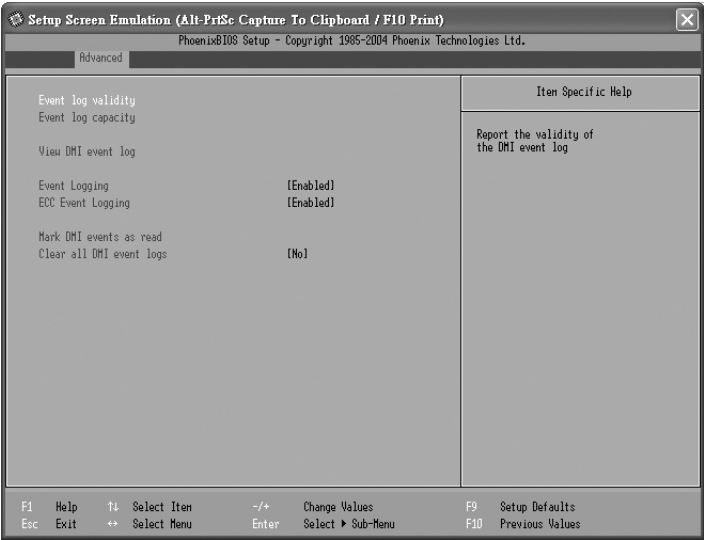 Setup Screen Emulation (Alt-PrtSc Capture To Clipboard / F10 Print)
PhoenixBIOS Setup - Copyright 1985-2004 Phoenix Technologies Ltd.
Advanced
Event log validity
Event log capacity
View DMI event log
Event Logging [Enabled]
ECC Event Logging [Enabled]
Mark DMI events as read
Clear all DMI event logs [No]
Item Specific Help
Report the validity of
the DMI event log
F1 Help ↑↓ Select Item -/+ Change Values F9 Setup Defaults
Esc Exit ↔ Select Menu Enter Select ▶ Sub-Menu F10 Previous Values